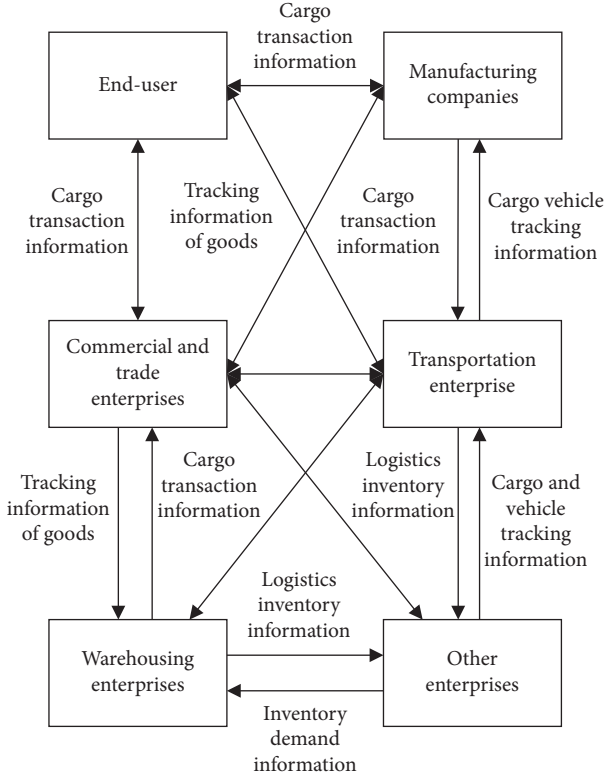 Cargo
transaction
information
End-user
Manufacturing
companies
Cargo
transaction
information
Tracking
information
of goods
Cargo
transaction
information
Cargo vehicle
tracking
information
Commercial and
trade
enterprises
Transportation
enterprise
Tracking
information
of goods
Cargo
transaction
information
Logistics
inventory
information
Cargo and
vehicle
tracking
information
Logistics
inventory
information
Warehousing
enterprises
Other
enterprises
Inventory
demand
information